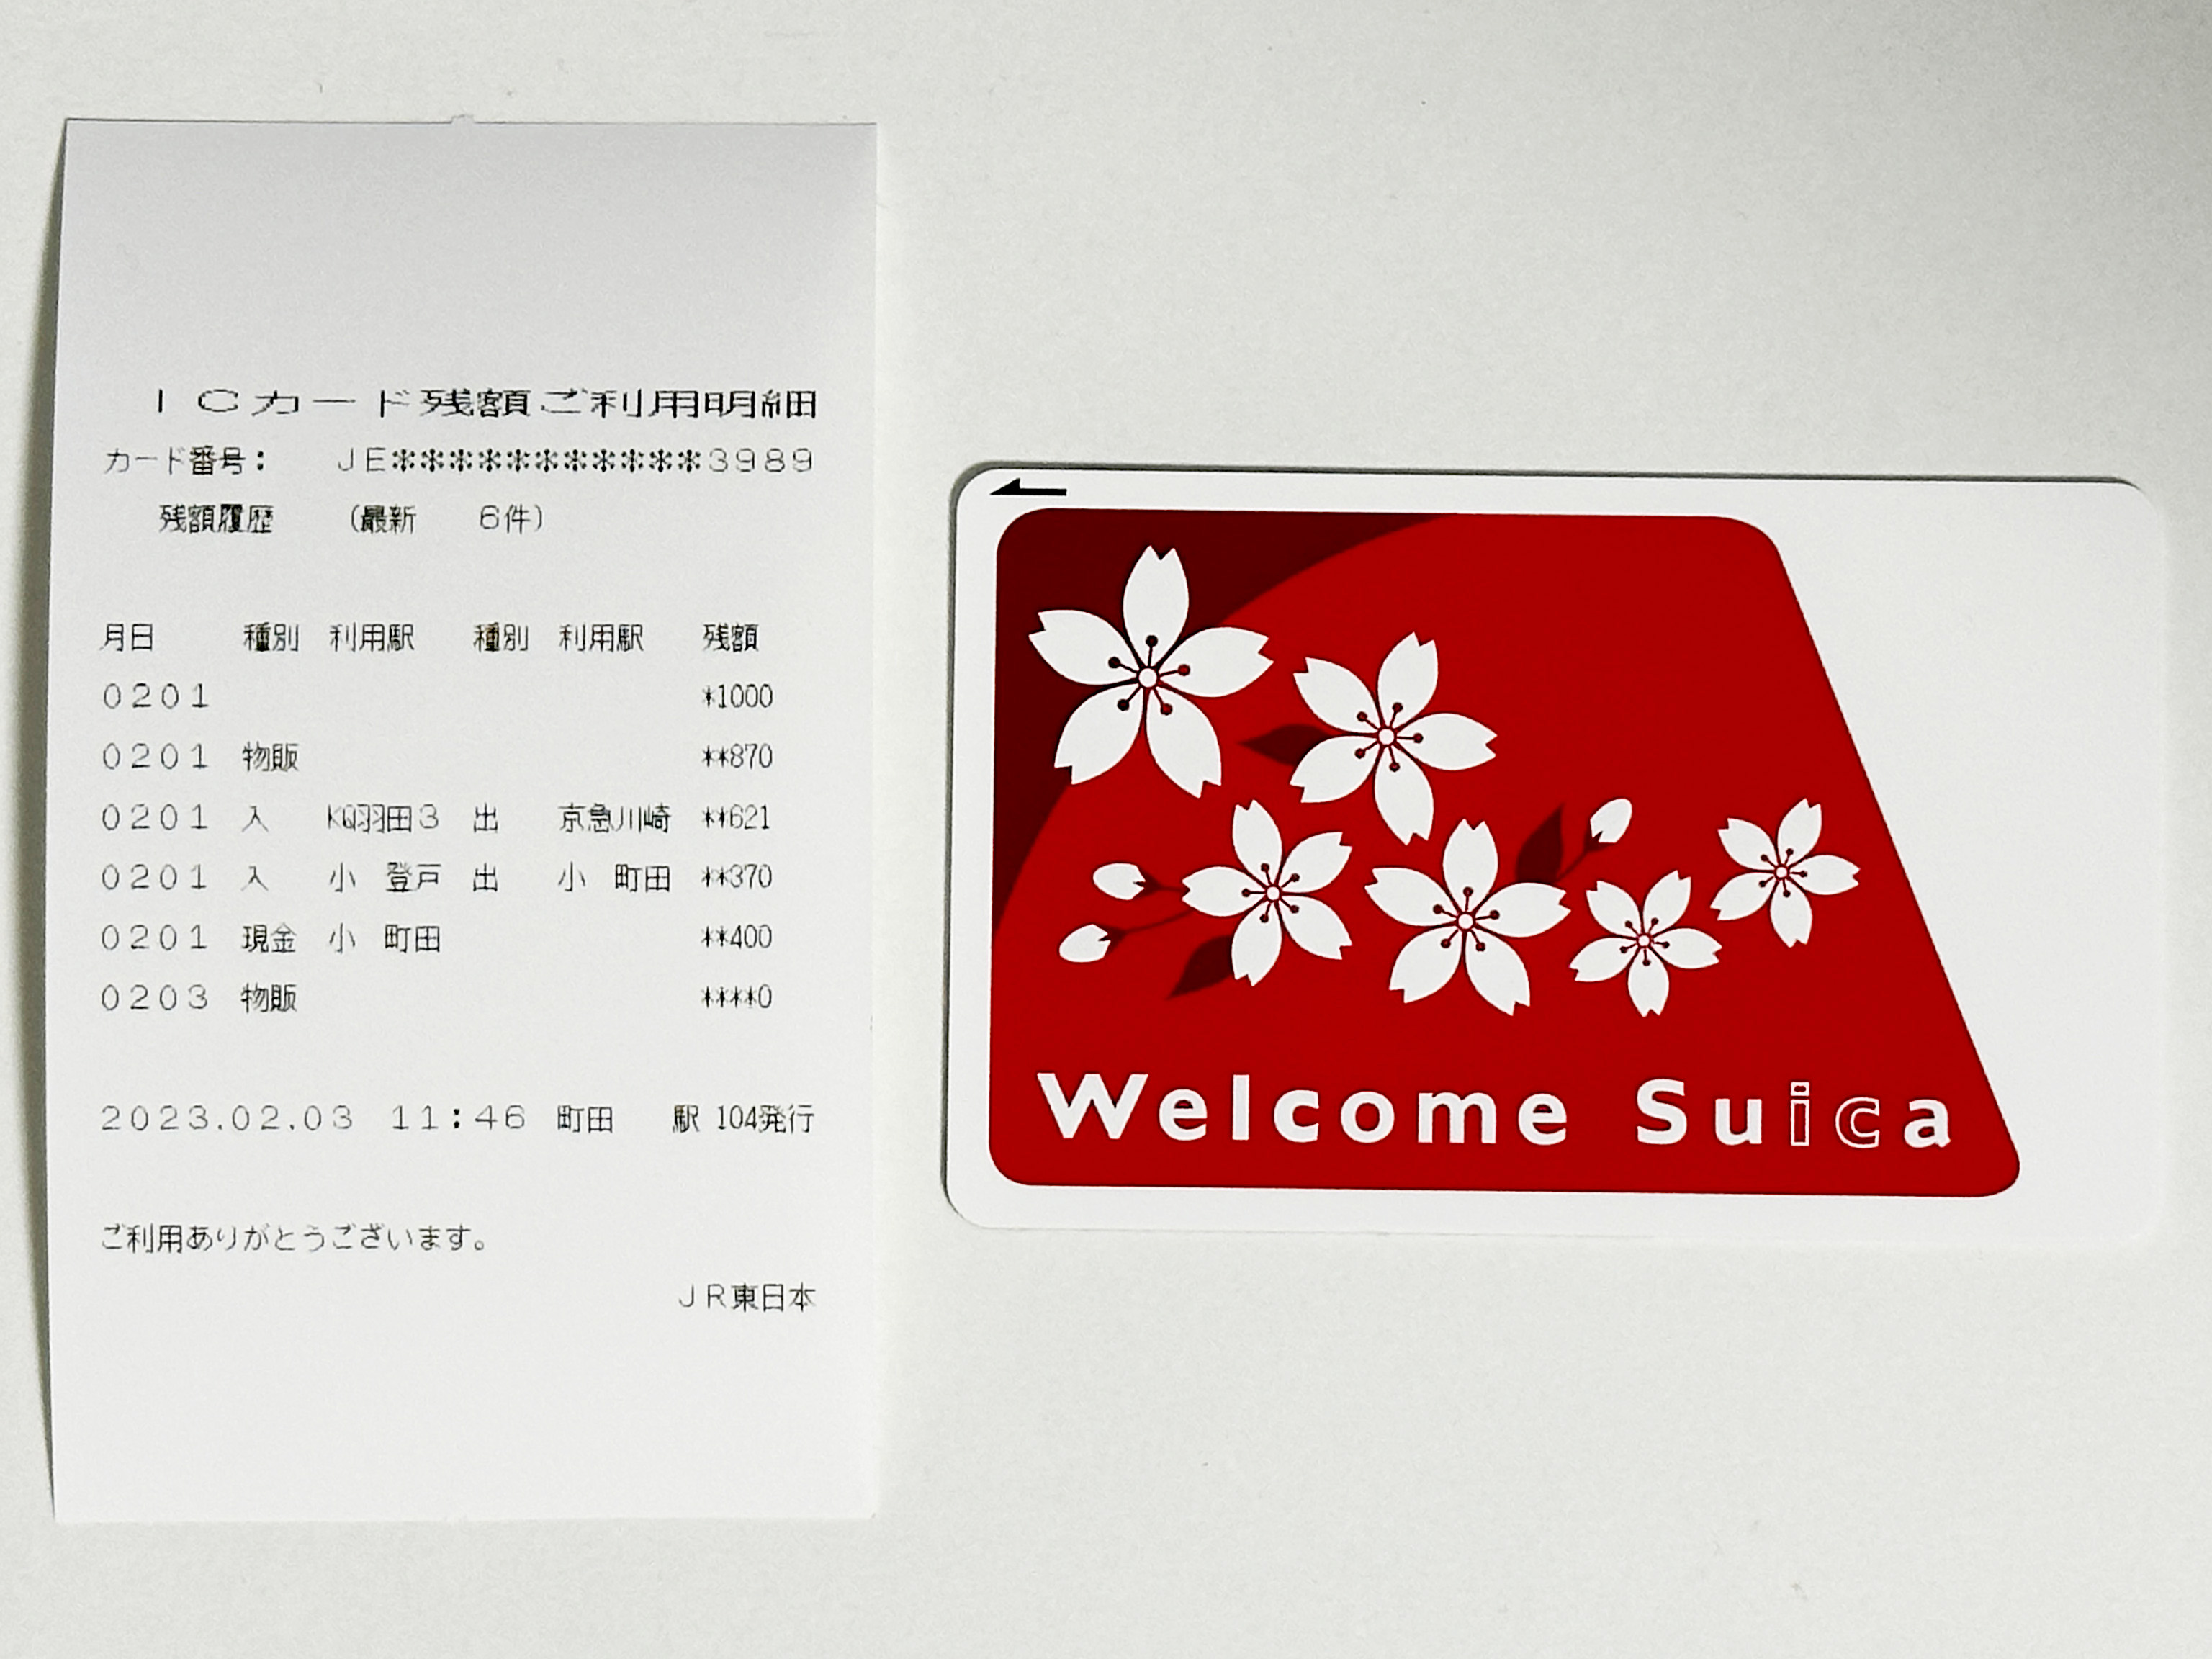 ICカード残額ご利用明細
カード番号： JE************3989
残額履歴 （最新 6件）
月日 種別 利用駅 種別 利用駅 残額
0201 *1000
0201 物販 **870
0201 入 KQ羽田3 出 京急川崎 **621
0201 入 小 登戸 出 小 町田 **370
0201 現金 小 町田 **400
0203 物販 ****0
2023.02.03 11:46 町田 駅 104発行
ご利用ありがとうございます。
JR東日本
Welcome Suica